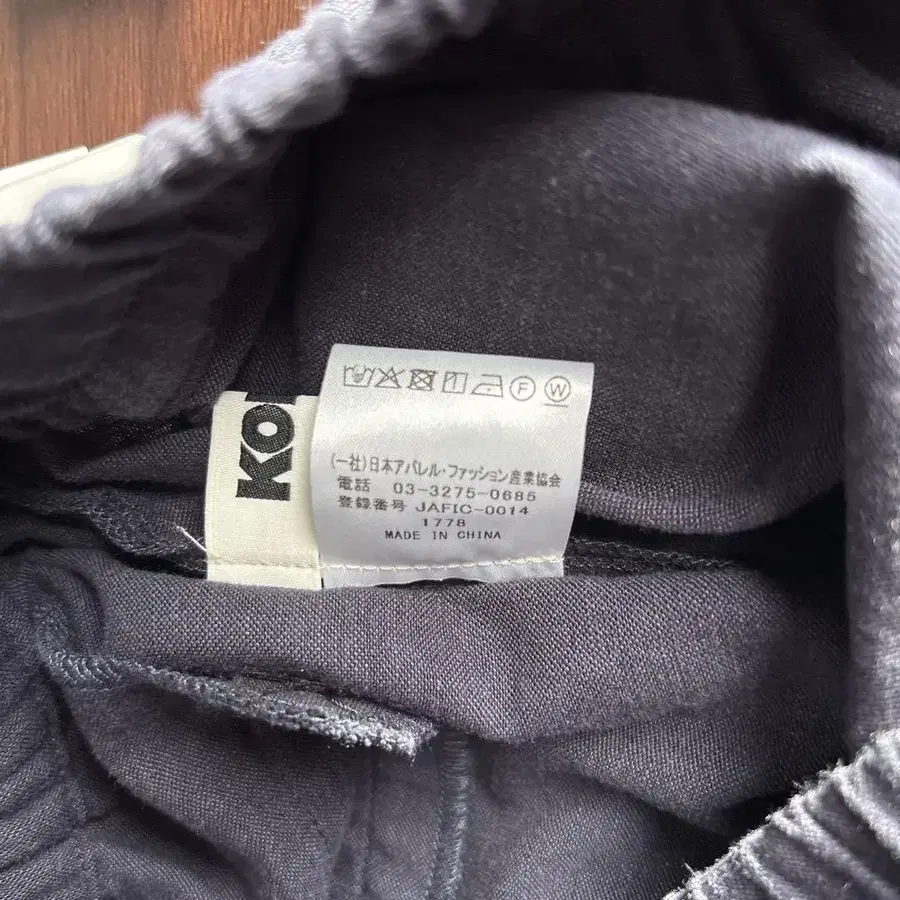 F W
(一社)日本アパレル・ファッション産業協会
電話 03-3275-0685
登録番号 JAFIC-0014
1778
MADE IN CHINA
KO